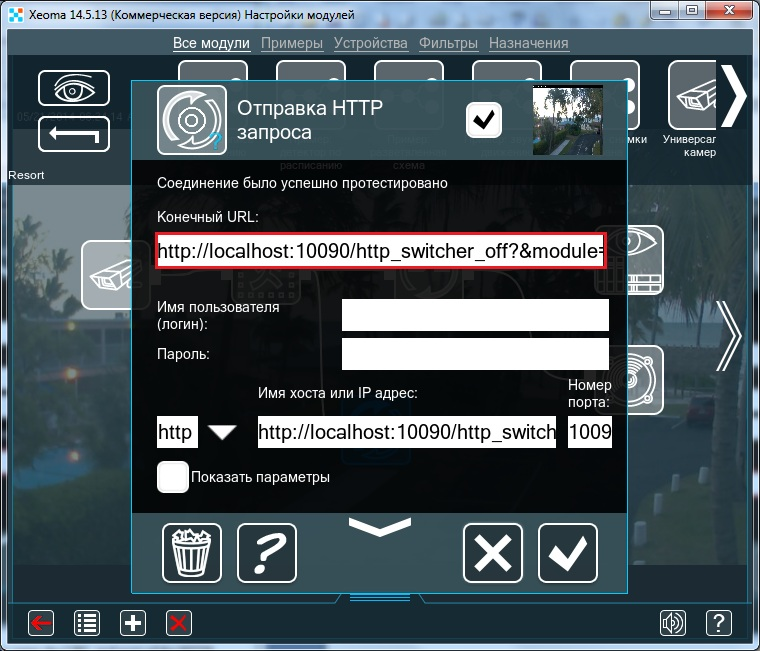 Xeoma 14.5.13 (Коммерческая версия) Настройки модулей
Все модули Примеры Устройства Фильтры Назначения
Отправка HTTP
запроса
мки
Универсал
камер
расписанию
схема
Resort
Соединение было успешно протестировано
Конечный URL:
http://localhost:10090/http_switcher_off?&module=
Имя пользователя
(логин):
Пароль:
Имя хоста или IP адрес:
Номер
порта:
http
http://localhost:10090/http_switch
1009
Показать параметры